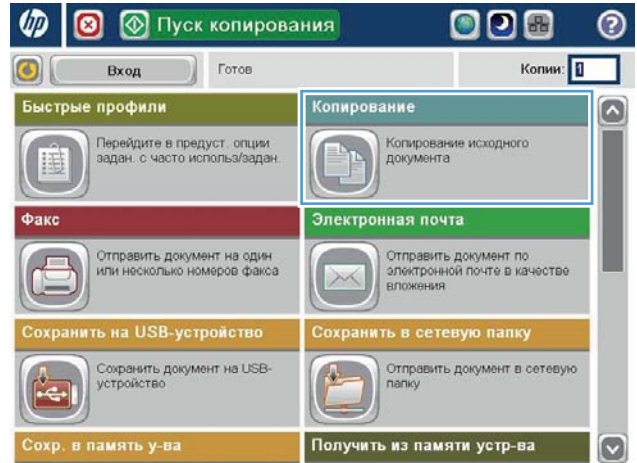 hp Пуск копирования ?
Вход Готов Копии: 1
Быстрые профили
Перейдите в предуст. опции
задан. с часто использ/задан.
Копирование
Копирование исходного
документа
Факс
Отправить документ на один
или несколько номеров факса
Электронная почта
Отправить документ по
электронной почте в качестве
вложения
Сохранить на USB-устройство
Сохранить документ на USB-
устройство
Сохранить в сетевую папку
Отправить документ в сетевую
папку
Сохр. в память у-ва
Получить из памяти устр-ва